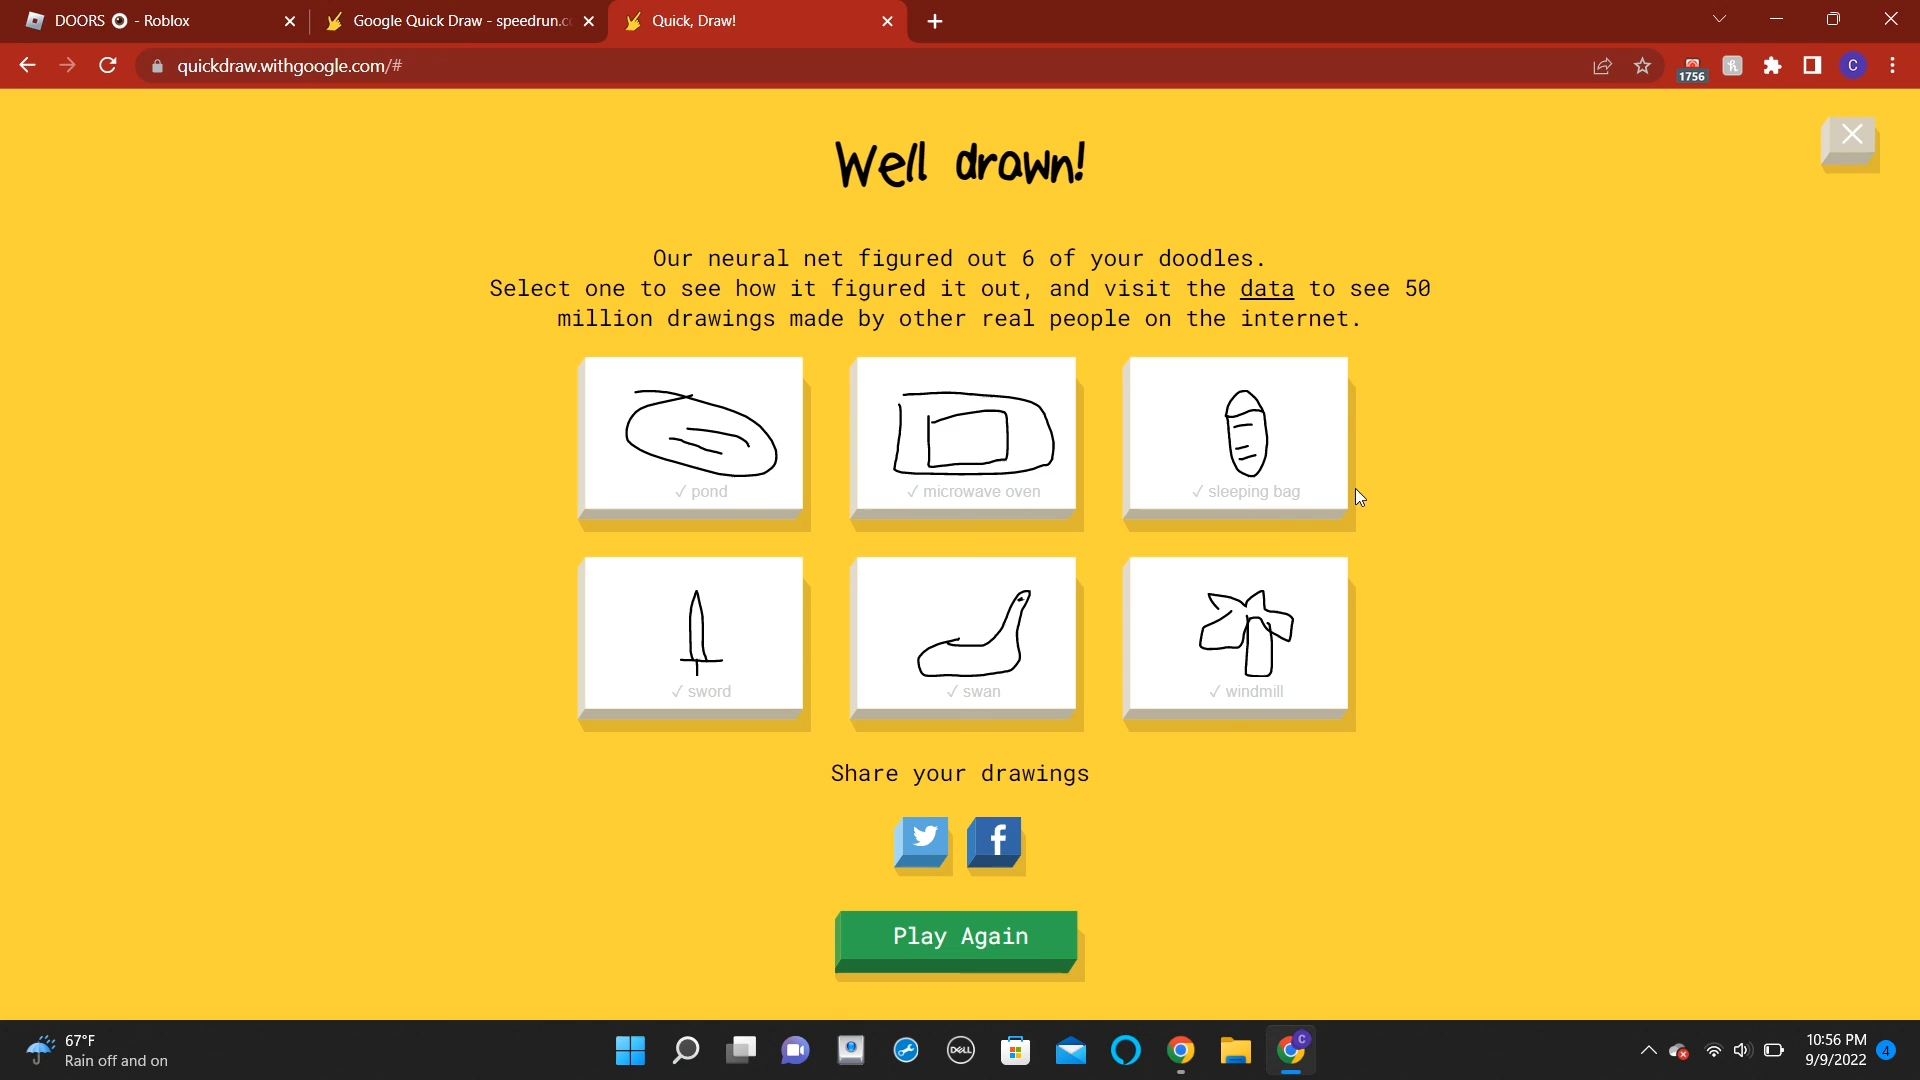 DOORS - Roblox
Google Quick Draw - speedrun.c
Quick, Draw!
quickdraw.withgoogle.com/#
1756
C
Well drawn!
Our neural net figured out 6 of your doodles.
Select one to see how it figured it out, and visit the data to see 50
million drawings made by other real people on the internet.
✓ pond
✓ microwave oven
✓ sleeping bag
✓ sword
✓ swan
✓ windmill
Share your drawings
Play Again
67°F
Rain off and on
DELL
C
10:56 PM
9/9/2022
4